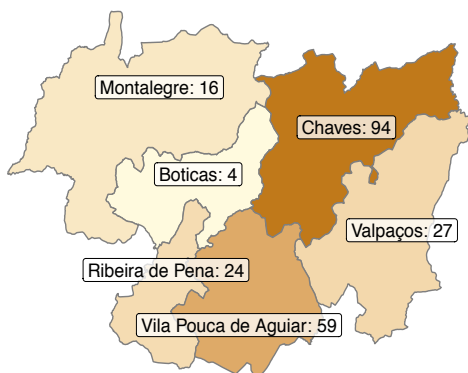 Montalegre: 16
Chaves: 94
Boticas: 4
Valpaços: 27
Ribeira de Pena: 24
Vila Pouca de Aguiar: 59